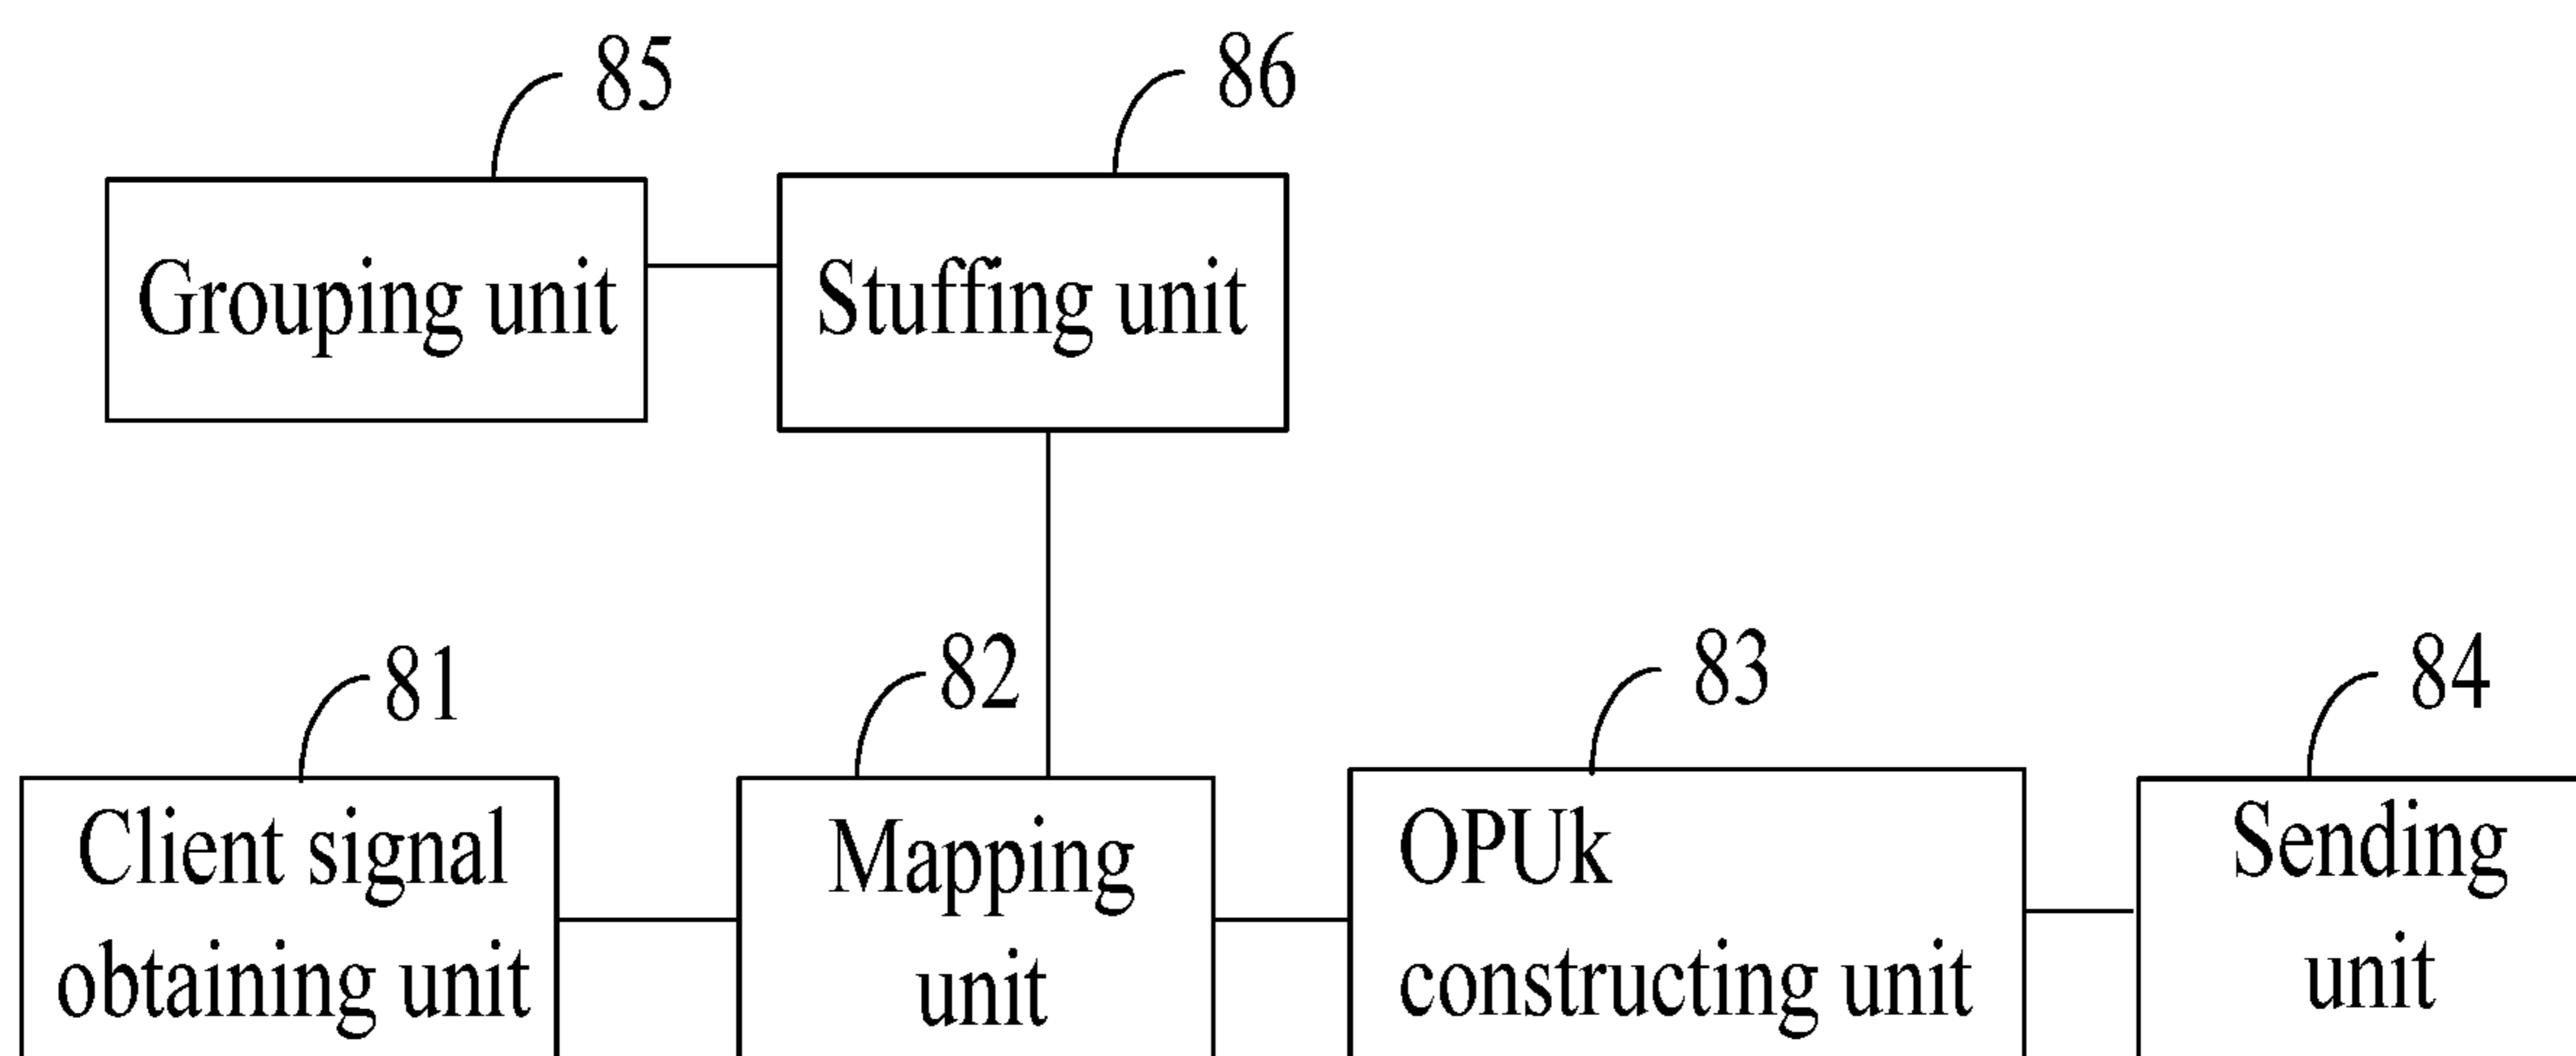 85
86
Grouping unit
Stuffing unit
81
82
83
84
Client signal
obtaining unit
Mapping
unit
OPUk
constructing unit
Sending
unit